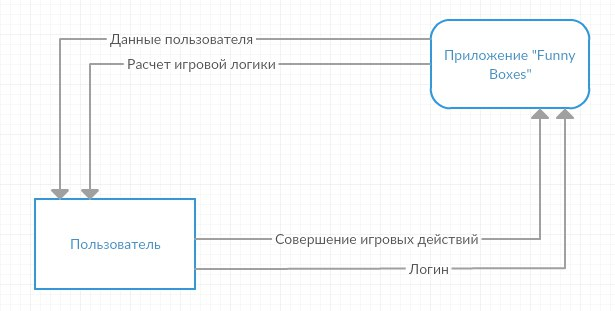 Данные пользователя
Расчет игровой логики
Приложение "Funny
Boxes"
Пользователь
Совершение игровых действий
Логин